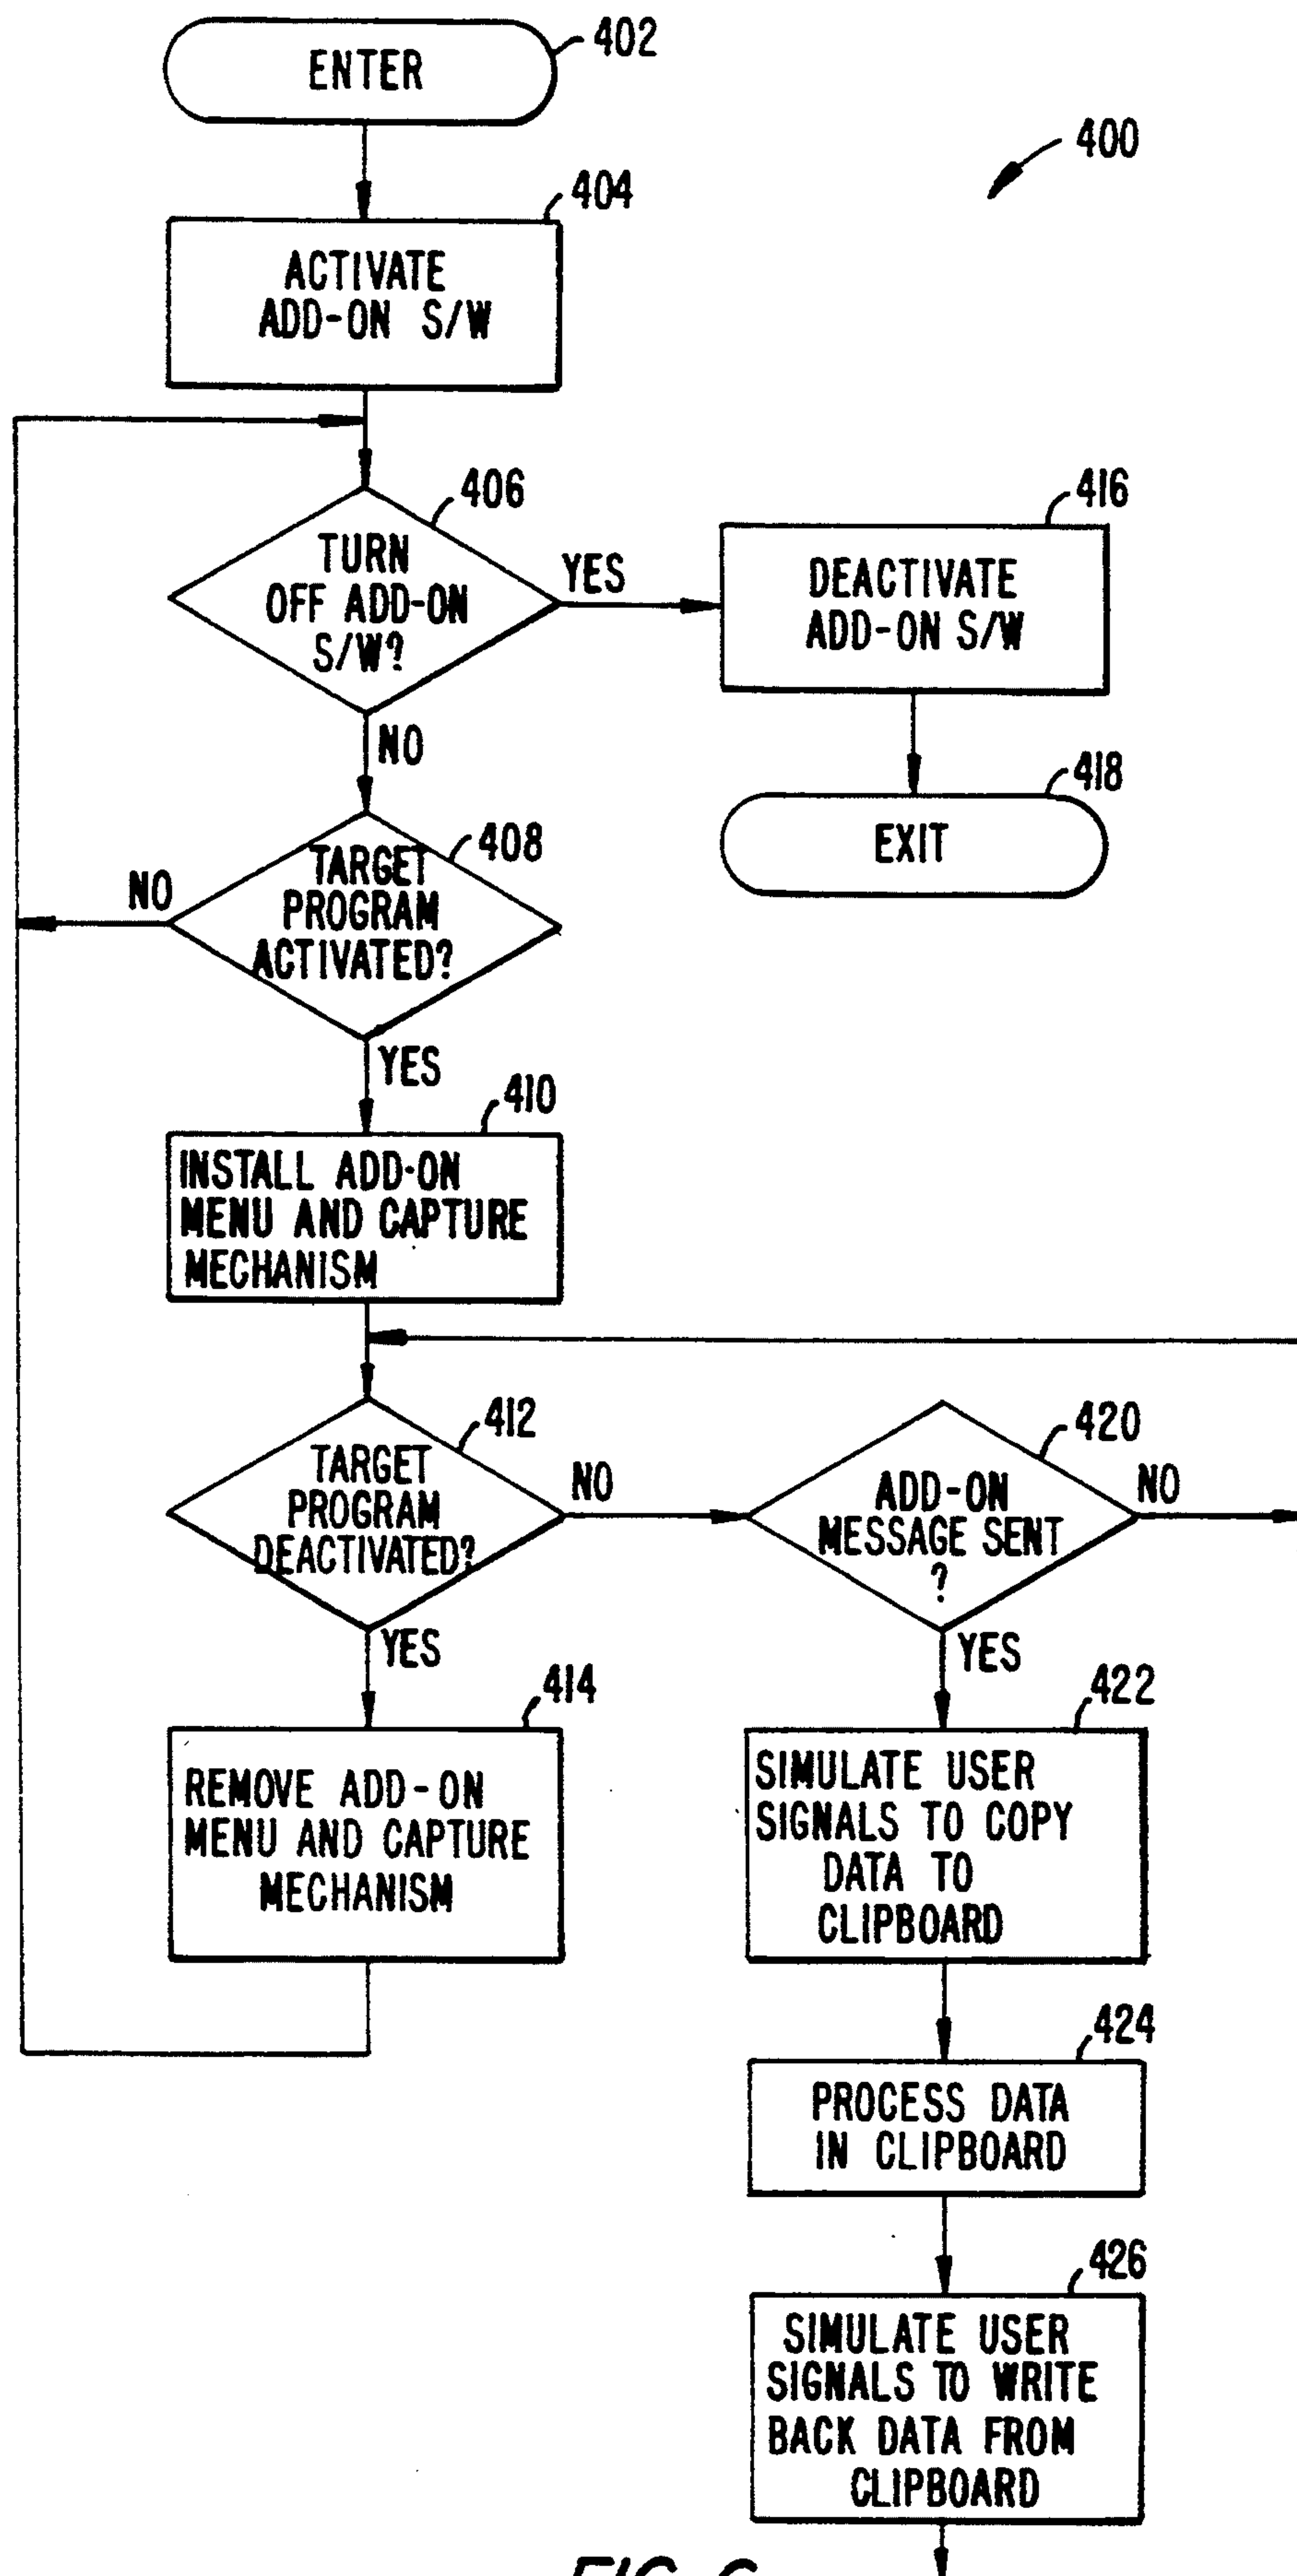 402
ENTER
400
404
ACTIVATE
ADD-ON S/W
406
TURN
OFF ADD-ON
S/W?
YES
416
DEACTIVATE
ADD-ON S/W
NO
418
EXIT
408
TARGET
PROGRAM
ACTIVATED?
NO
YES
410
INSTALL ADD-ON
MENU AND CAPTURE
MECHANISM
412
TARGET
PROGRAM
DEACTIVATED?
NO
420
ADD-ON
MESSAGE SENT
?
NO
YES
YES
414
REMOVE ADD-ON
MENU AND CAPTURE
MECHANISM
422
SIMULATE USER
SIGNALS TO COPY
DATA TO
CLIPBOARD
424
PROCESS DATA
IN CLIPBOARD
426
SIMULATE USER
SIGNALS TO WRITE
BACK DATA FROM
CLIPBOARD